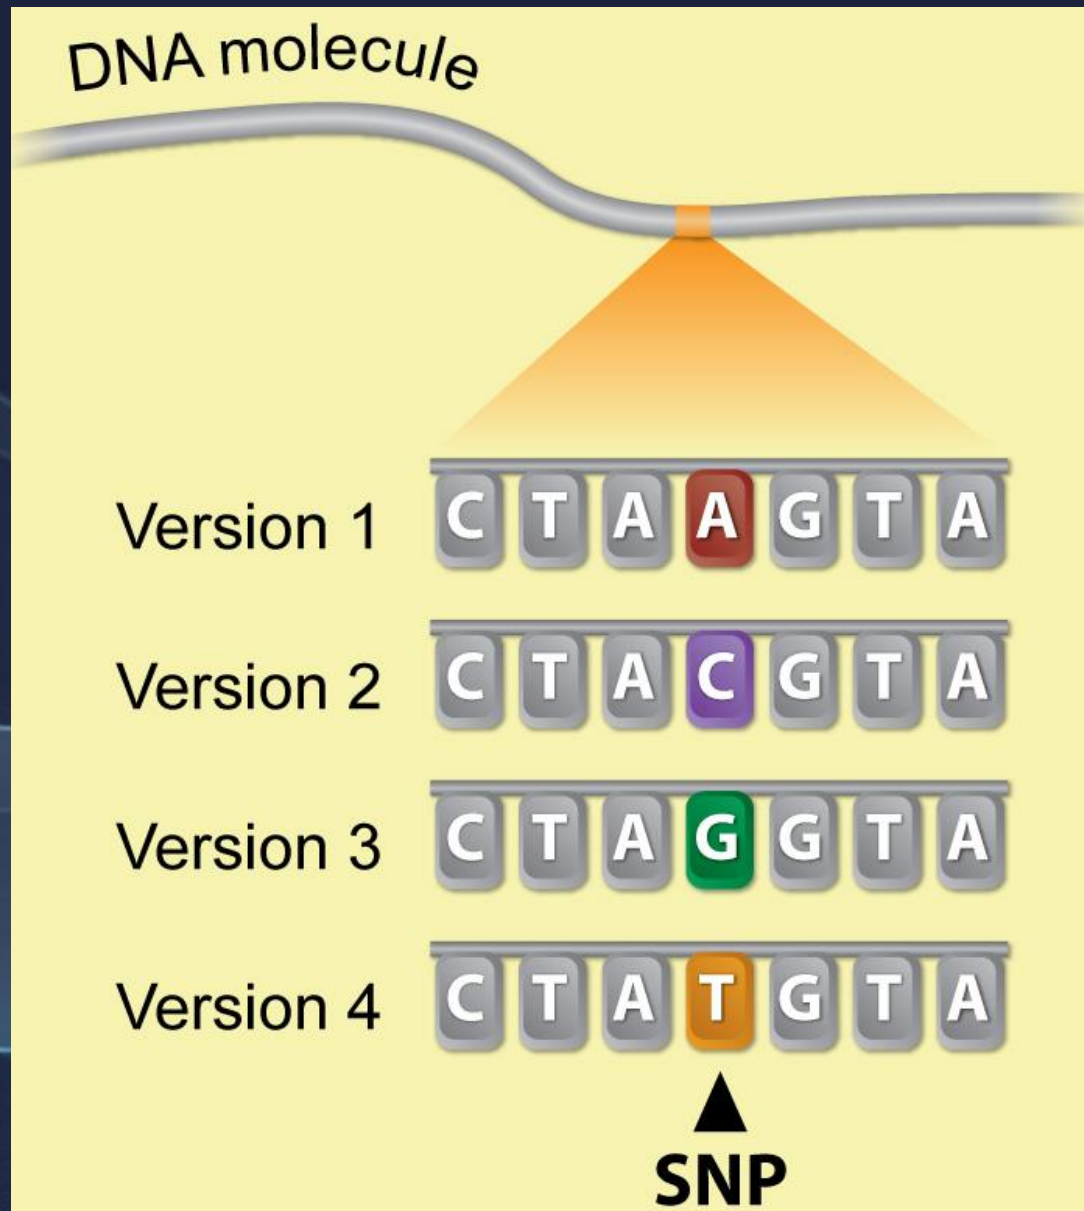 DNA molecule
Version 1 C T A A G T A
Version 2 C T A C G T A
Version 3 C T A G G T A
Version 4 C T A T G T A
SNP